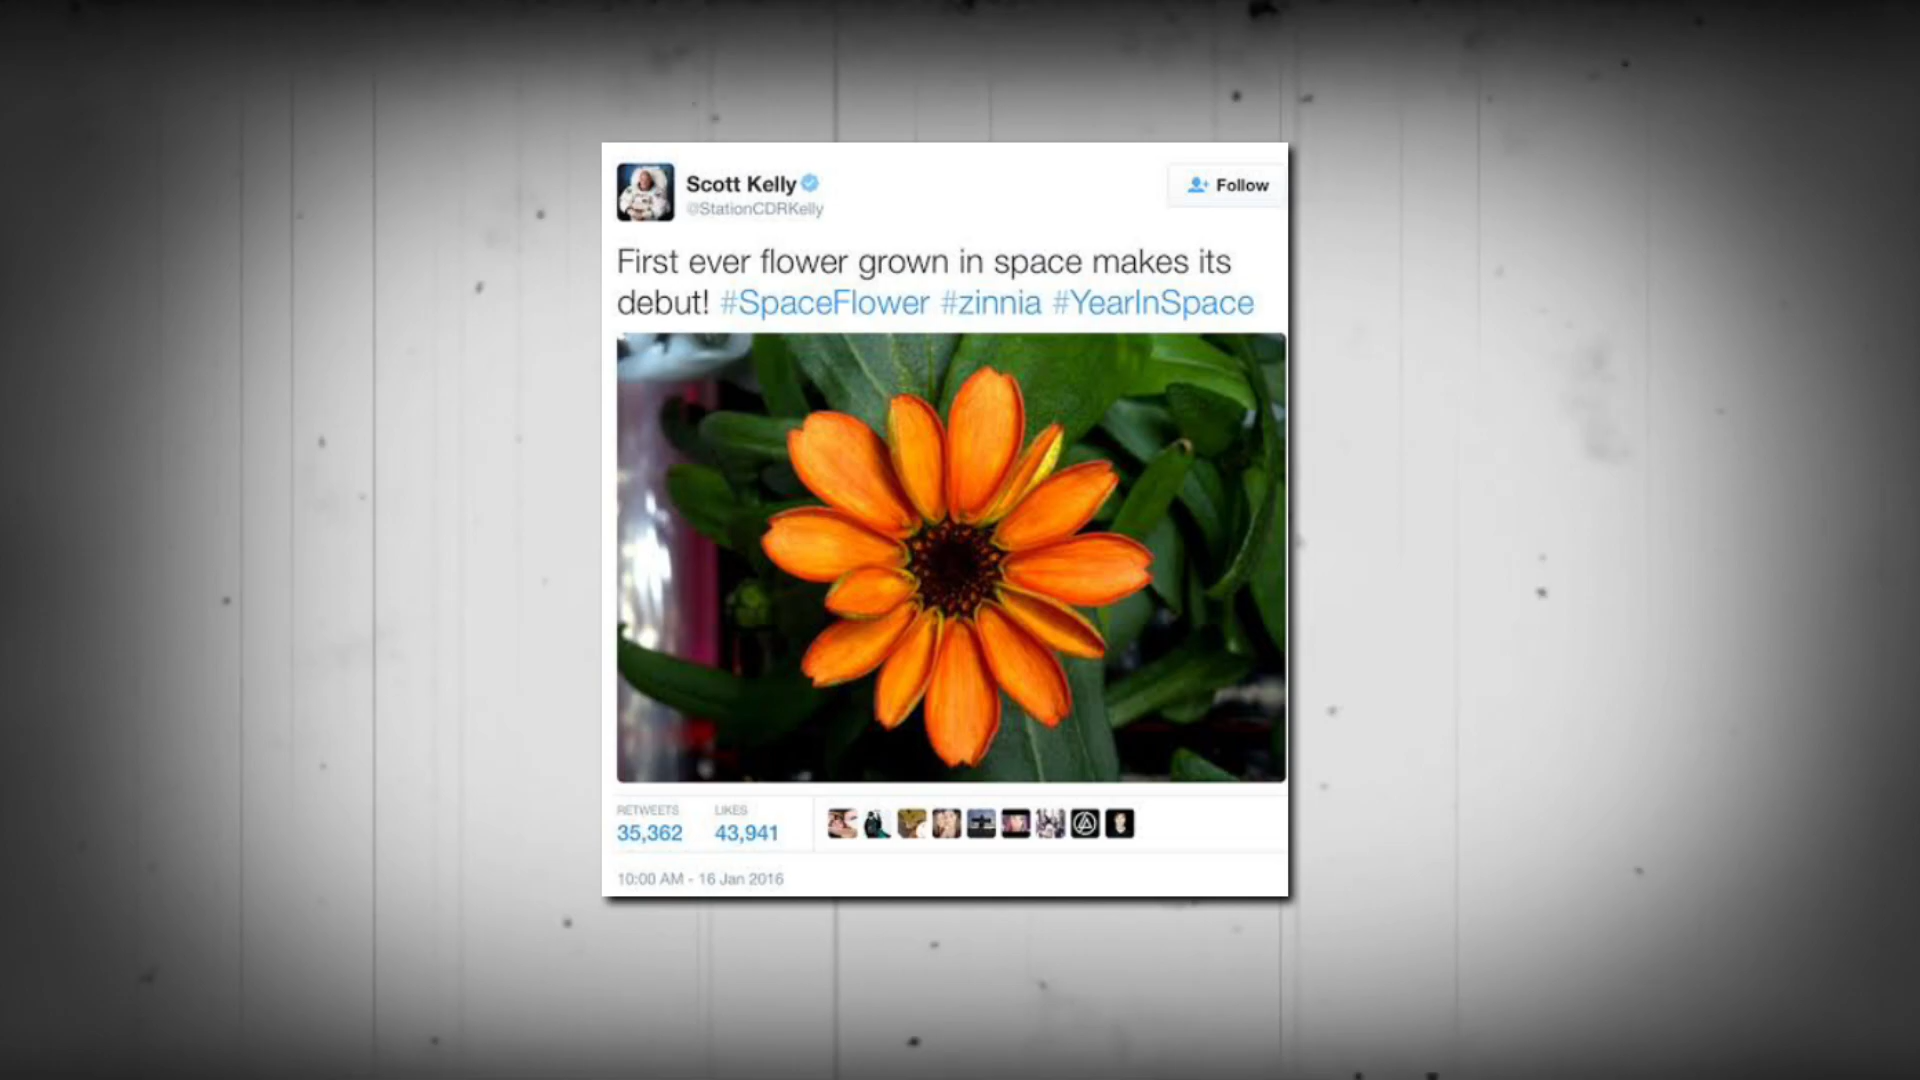 Scott Kelly
@StationCDRKelly
Follow
First ever flower grown in space makes its
debut! #SpaceFlower #zinnia #YearInSpace
RETWEETS LIKES
35,362 43,941
10:00 AM - 16 Jan 2016